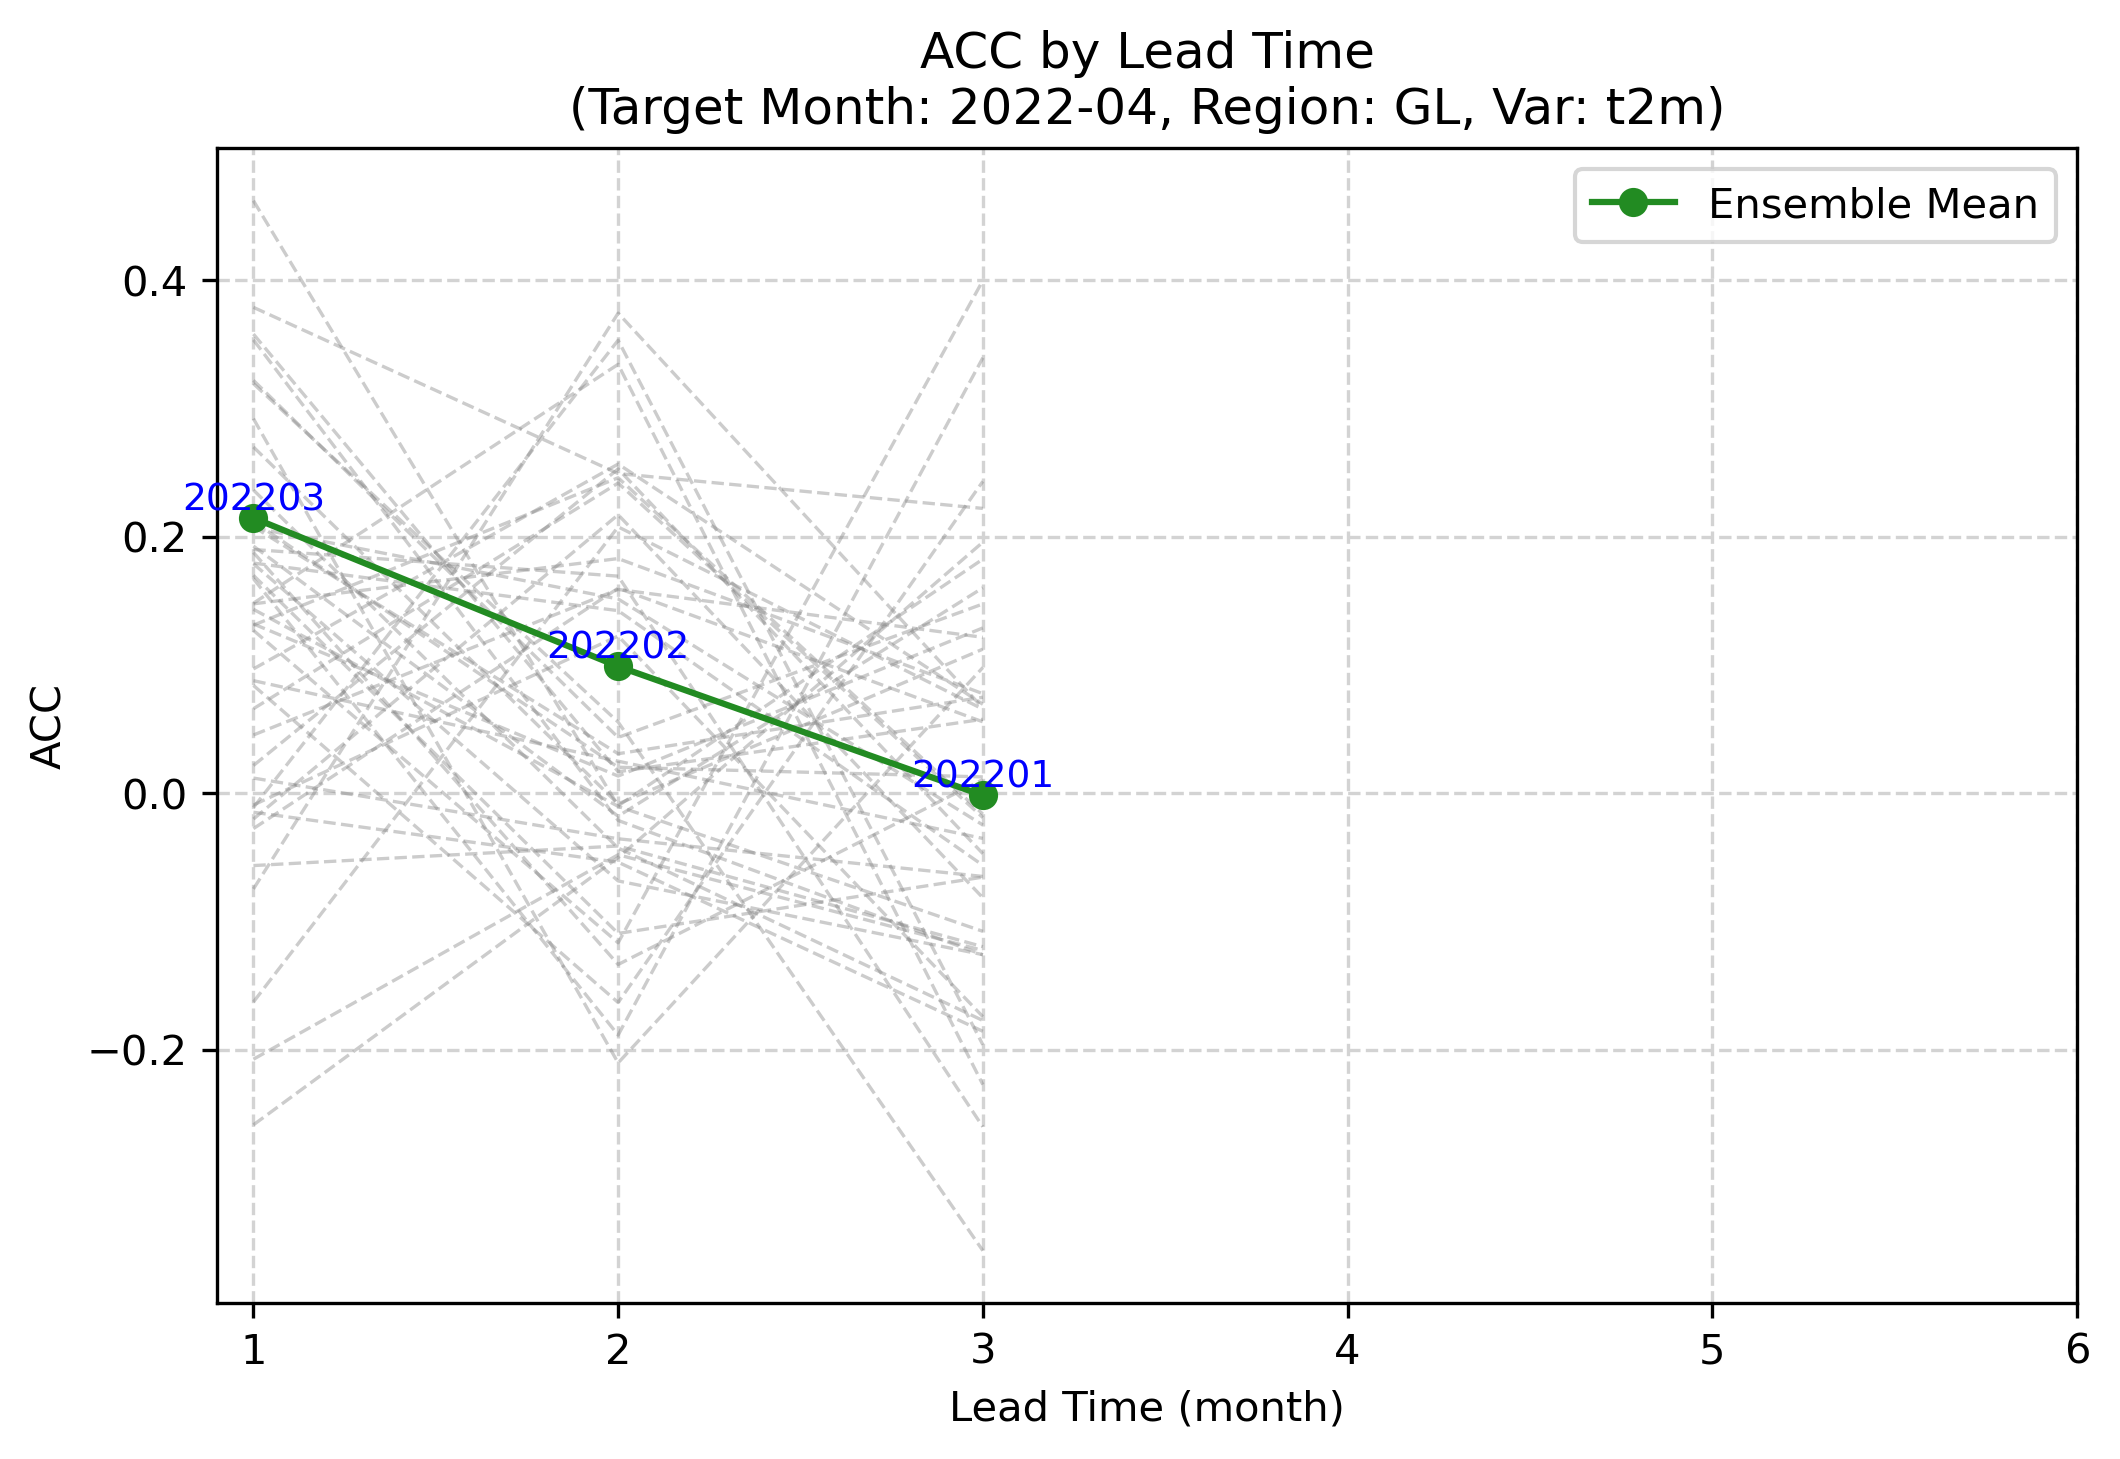 ACC by Lead Time
(Target Month: 2022-04, Region: GL, Var: t2m)
Ensemble Mean
0.4
0.2
0.0
−0.2
ACC
202203
202202
202201
1 2 3 4 5 6
Lead Time (month)